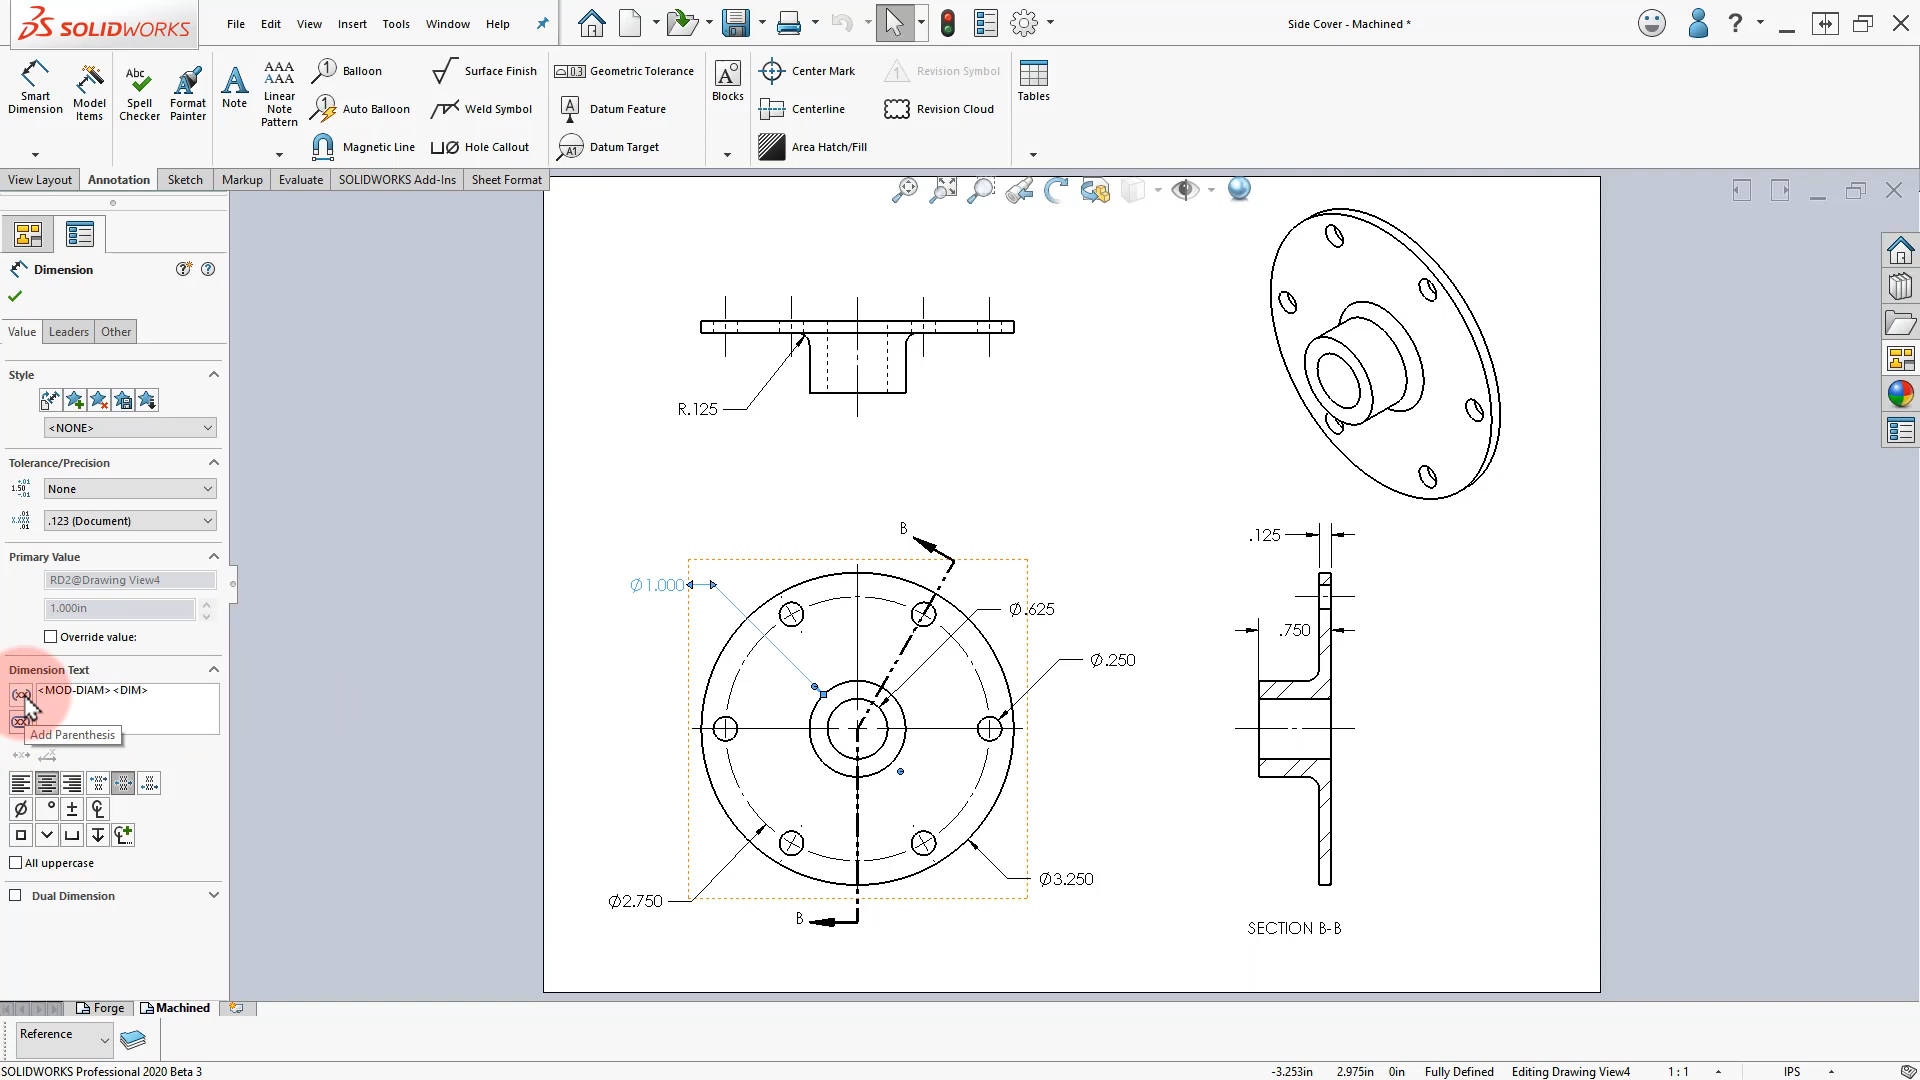 SOLIDWORKS
File Edit View Insert Tools Window Help
Side Cover - Machined *
Smart Dimension
Model Items
Spell Checker
Format Painter
Note
Linear Note Pattern
Balloon
Auto Balloon
Magnetic Line
Surface Finish
Weld Symbol
Hole Callout
Geometric Tolerance
Datum Feature
Datum Target
Blocks
Center Mark
Centerline
Area Hatch/Fill
Revision Symbol
Revision Cloud
Tables
View Layout Annotation Sketch Markup Evaluate SOLIDWORKS Add-Ins Sheet Format
Dimension
Value Leaders Other
Style
<NONE>
Tolerance/Precision
None
.123 (Document)
Primary Value
RD2@Drawing View4
1.000in
Override value:
Dimension Text
<MOD-DIAM><DIM>
Add Parenthesis
All uppercase
Dual Dimension
R.125
B
Ø1.000
Ø.625
Ø.250
Ø2.750
Ø3.250
B
.125
.750
SECTION B-B
Forge Machined
Reference
SOLIDWORKS Professional 2020 Beta 3
-3.253in 2.975in 0in Fully Defined Editing Drawing View4 1:1 IPS